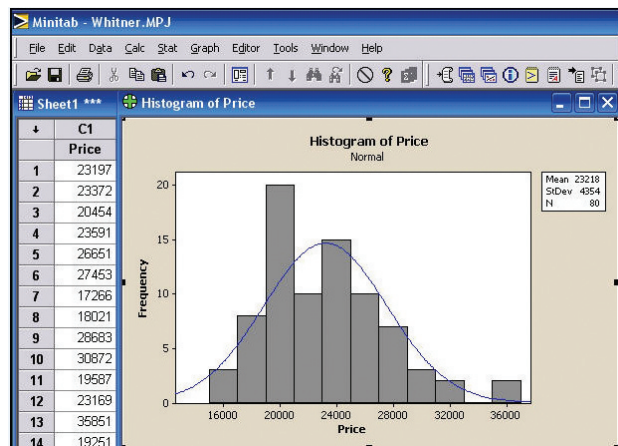 Minitab - Whitner.MPJ
File Edit Data Calc Stat Graph Editor Tools Window Help
Sheet1 ***
Histogram of Price
C1
Price
1 23197
2 23372
3 20454
4 23591
5 26651
6 27453
7 17266
8 18021
9 28683
10 30872
11 19587
12 23169
13 35851
14 19251
Histogram of Price
Normal
Mean 23218
StDev 4354
N 80
Frequency
20
15
10
5
0
16000 20000 24000 28000 32000 36000
Price